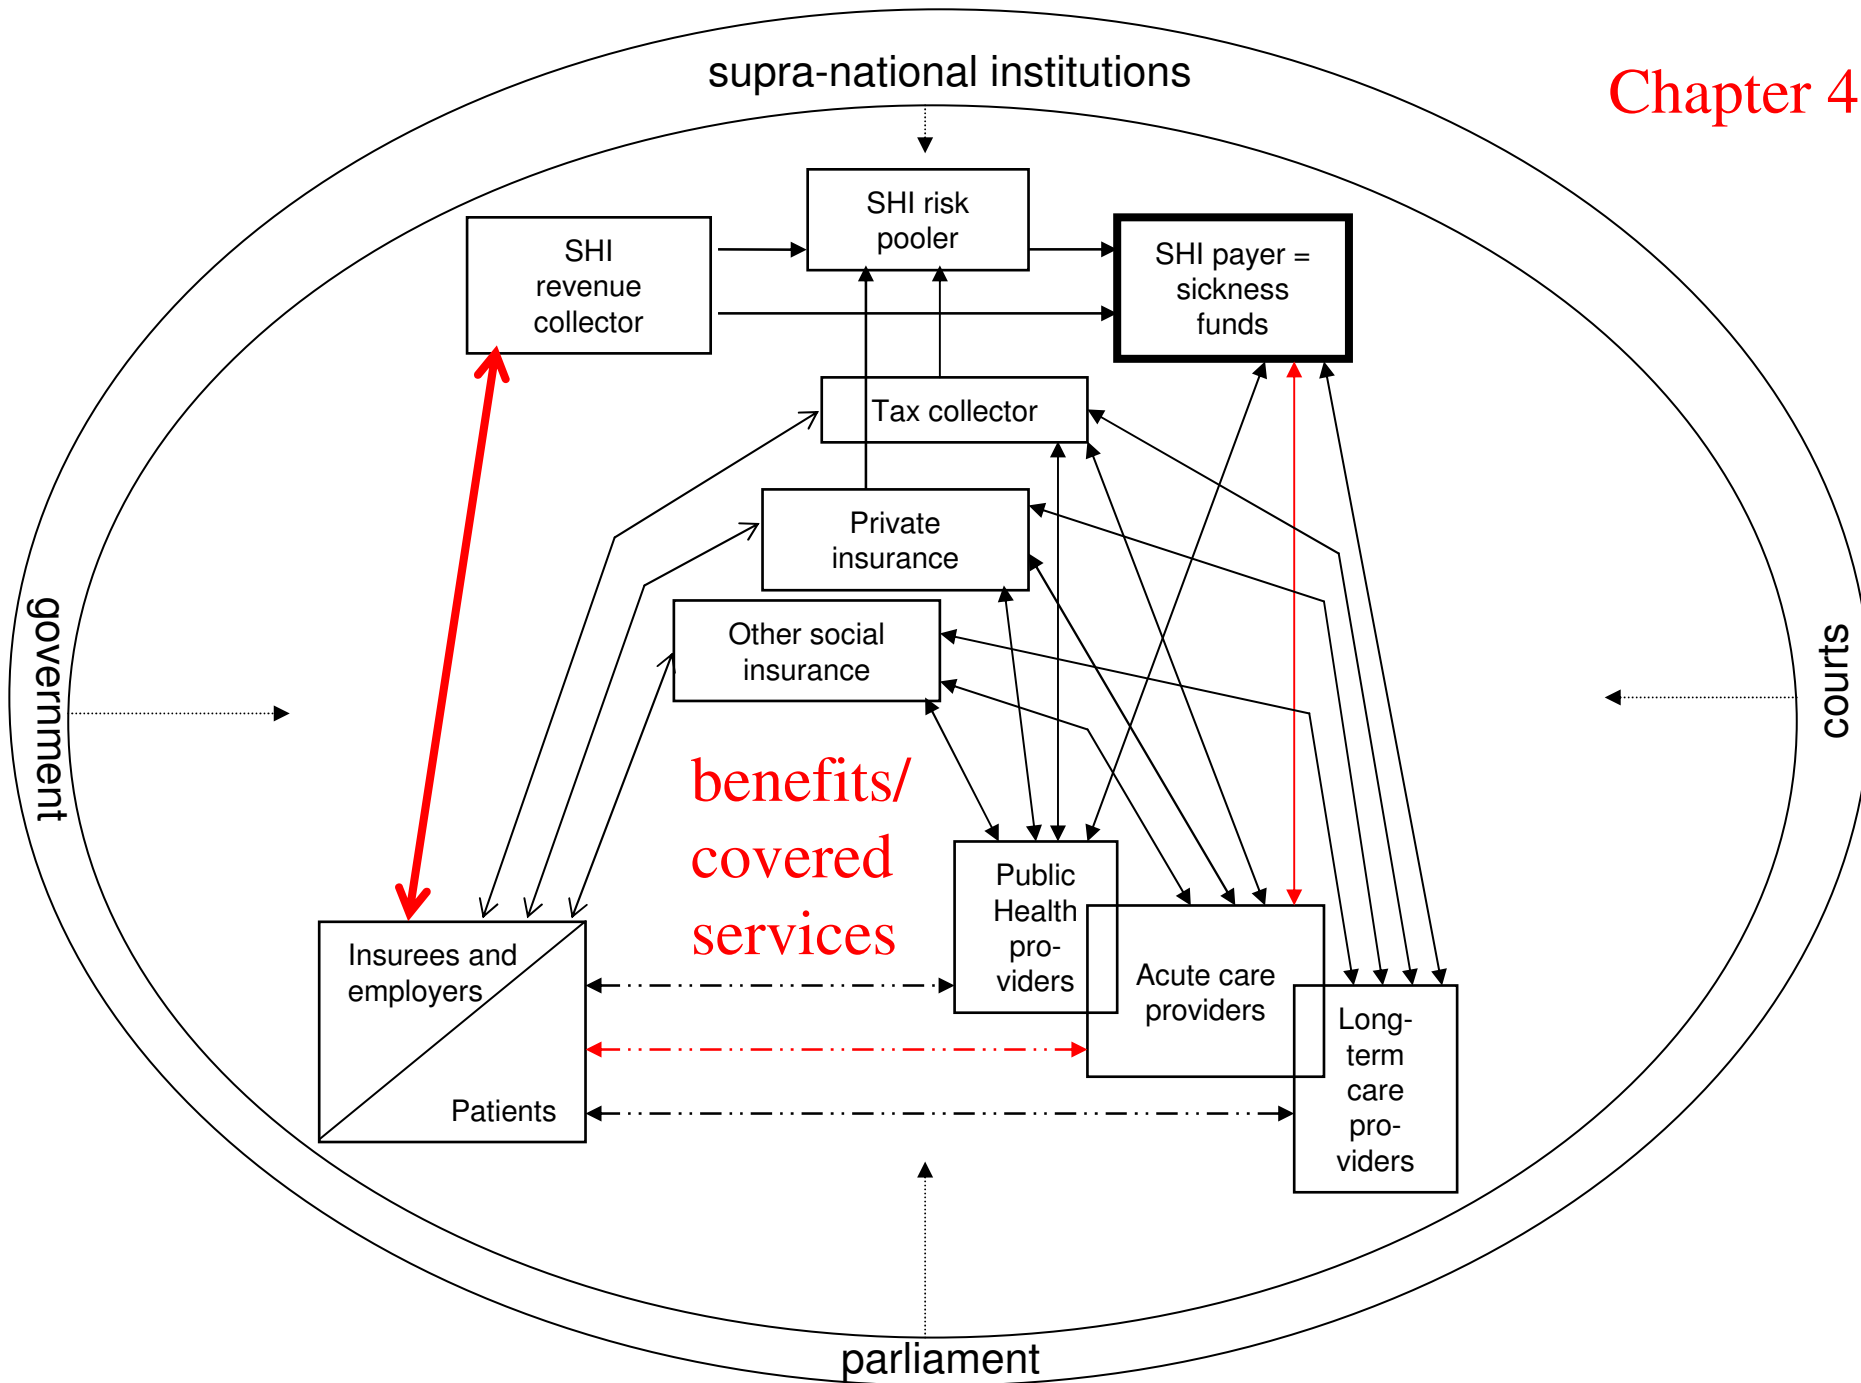 supra-national institutions
Chapter 4
SHI risk
pooler
SHI
revenue
collector
SHI payer =
sickness
funds
Tax collector
Private
insurance
Other social
insurance
government
courts
benefits/
covered
services
Public
Health
pro-
viders
Insurees and
employers
Patients
Acute care
providers
Long-
term
care
pro-
viders
parliament